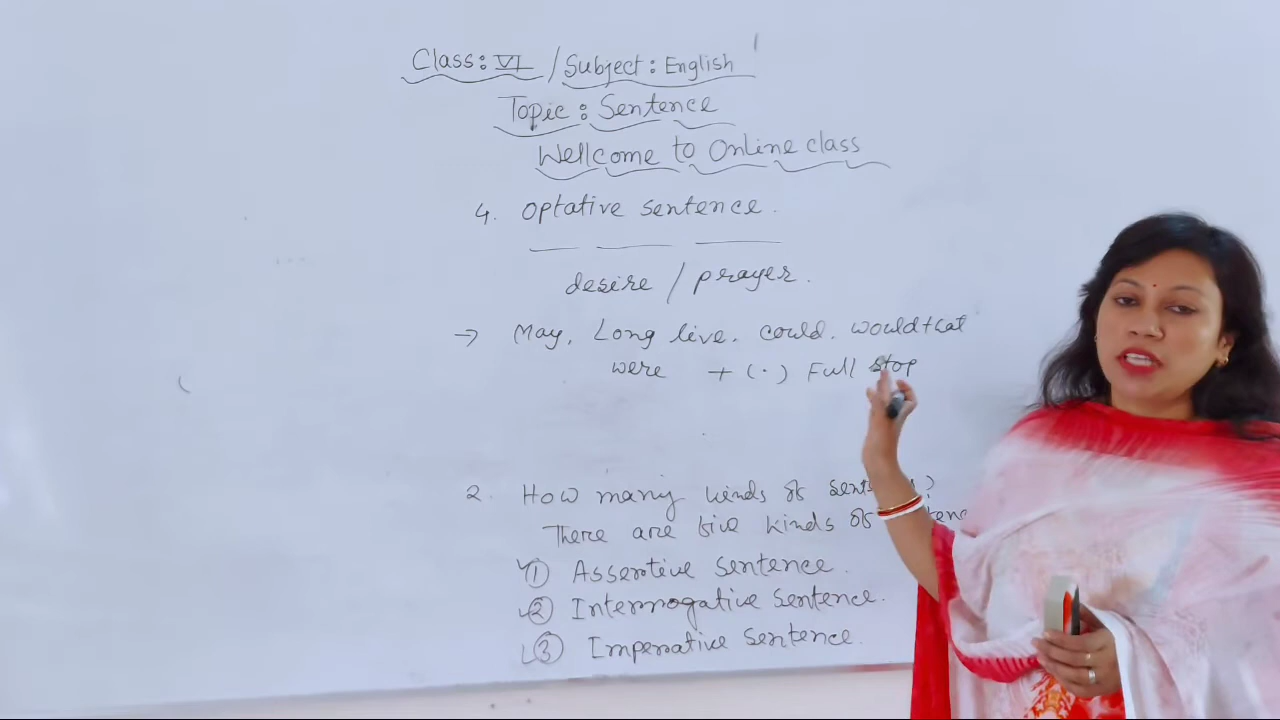 Class: VI / Subject: English
Topic: Sentence
Wellcome to Online class
4. Optative sentence.
desire / prayer.
→ May, Long live. could. would that
were + (.) Full stop
2. How many kinds of ?
There are five kinds of
① Assertive sentence.
② Interrogative sentence.
③ Imperative sentence.